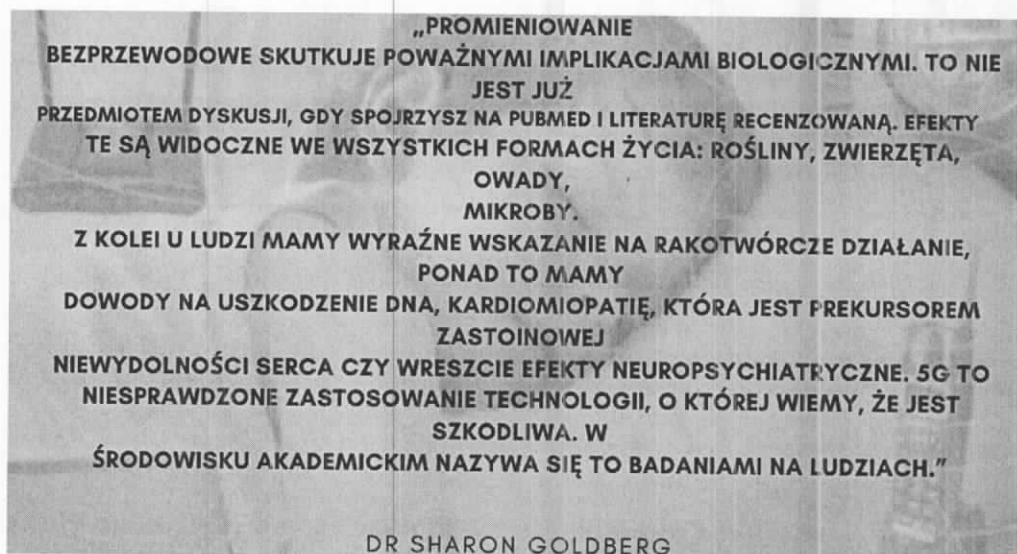 „PROMIENIOWANIE
BEZPRZEWODOWE SKUTKUJE POWAŻNYMI IMPLIKACJAMI BIOLOGICZNYMI. TO NIE
JEST JUŻ
PRZEDMIOTEM DYSKUSJI, GDY SPOJRZYSZ NA PUBMED I LITERATURĘ RECENZOWANĄ. EFEKTY
TE SĄ WIDOCZNE WE WSZYSTKICH FORMACH ŻYCIA: ROŚLINY, ZWIERZĘTA,
OWADY,
MIKROBY.
Z KOLEI U LUDZI MAMY WYRAŹNE WSKAZANIE NA RAKOTWÓRCZE DZIAŁANIE,
PONAD TO MAMY
DOWODY NA USZKODZENIE DNA, KARDIOMIOPATIĘ, KTÓRA JEST PREKURSOREM
ZASTOINOWEJ
NIEWYDOLNOŚCI SERCA CZY WRESZCIE EFEKTY NEUROPSYCHIATRYCZNE. 5G TO
NIESPRAWDZONE ZASTOSOWANIE TECHNOLOGII, O KTÓREJ WIEMY, ŻE JEST
SZKODLIWA. W
ŚRODOWISKU AKADEMICKIM NAZYWA SIĘ TO BADANIAMI NA LUDZIACH."
DR SHARON GOLDBERG